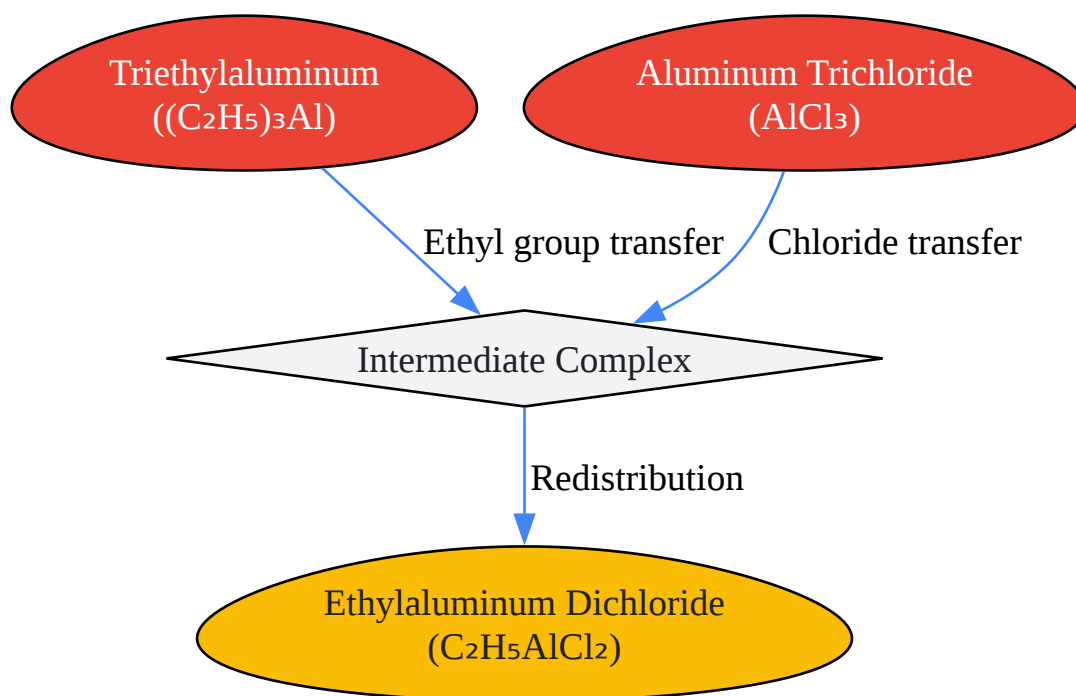 Triethylaluminum
((C₂H₅)₃Al)
Aluminum Trichloride
(AlCl₃)
Ethyl group transfer
Chloride transfer
Intermediate Complex
Redistribution
Ethylaluminum Dichloride
(C₂H₅AlCl₂)